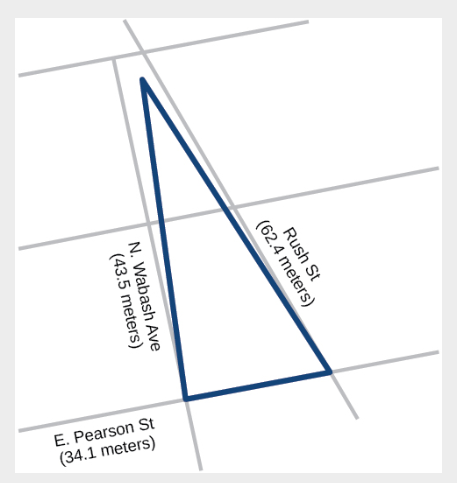 N. Wabash Ave
(43.5 meters)
Rush St
(62.4 meters)
E. Pearson St
(34.1 meters)